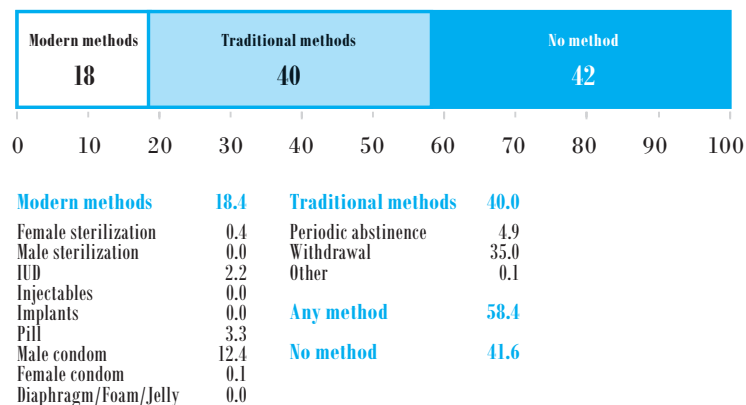 Modern methods Traditional methods No method
18 40 42
0 10 20 30 40 50 60 70 80 90 100
Modern methods 18.4
Female sterilization 0.4
Male sterilization 0.0
IUD 2.2
Injectables 0.0
Implants 0.0
Pill 3.3
Male condom 12.4
Female condom 0.1
Diaphragm/Foam/Jelly 0.0
Traditional methods 40.0
Periodic abstinence 4.9
Withdrawal 35.0
Other 0.1
Any method 58.4
No method 41.6